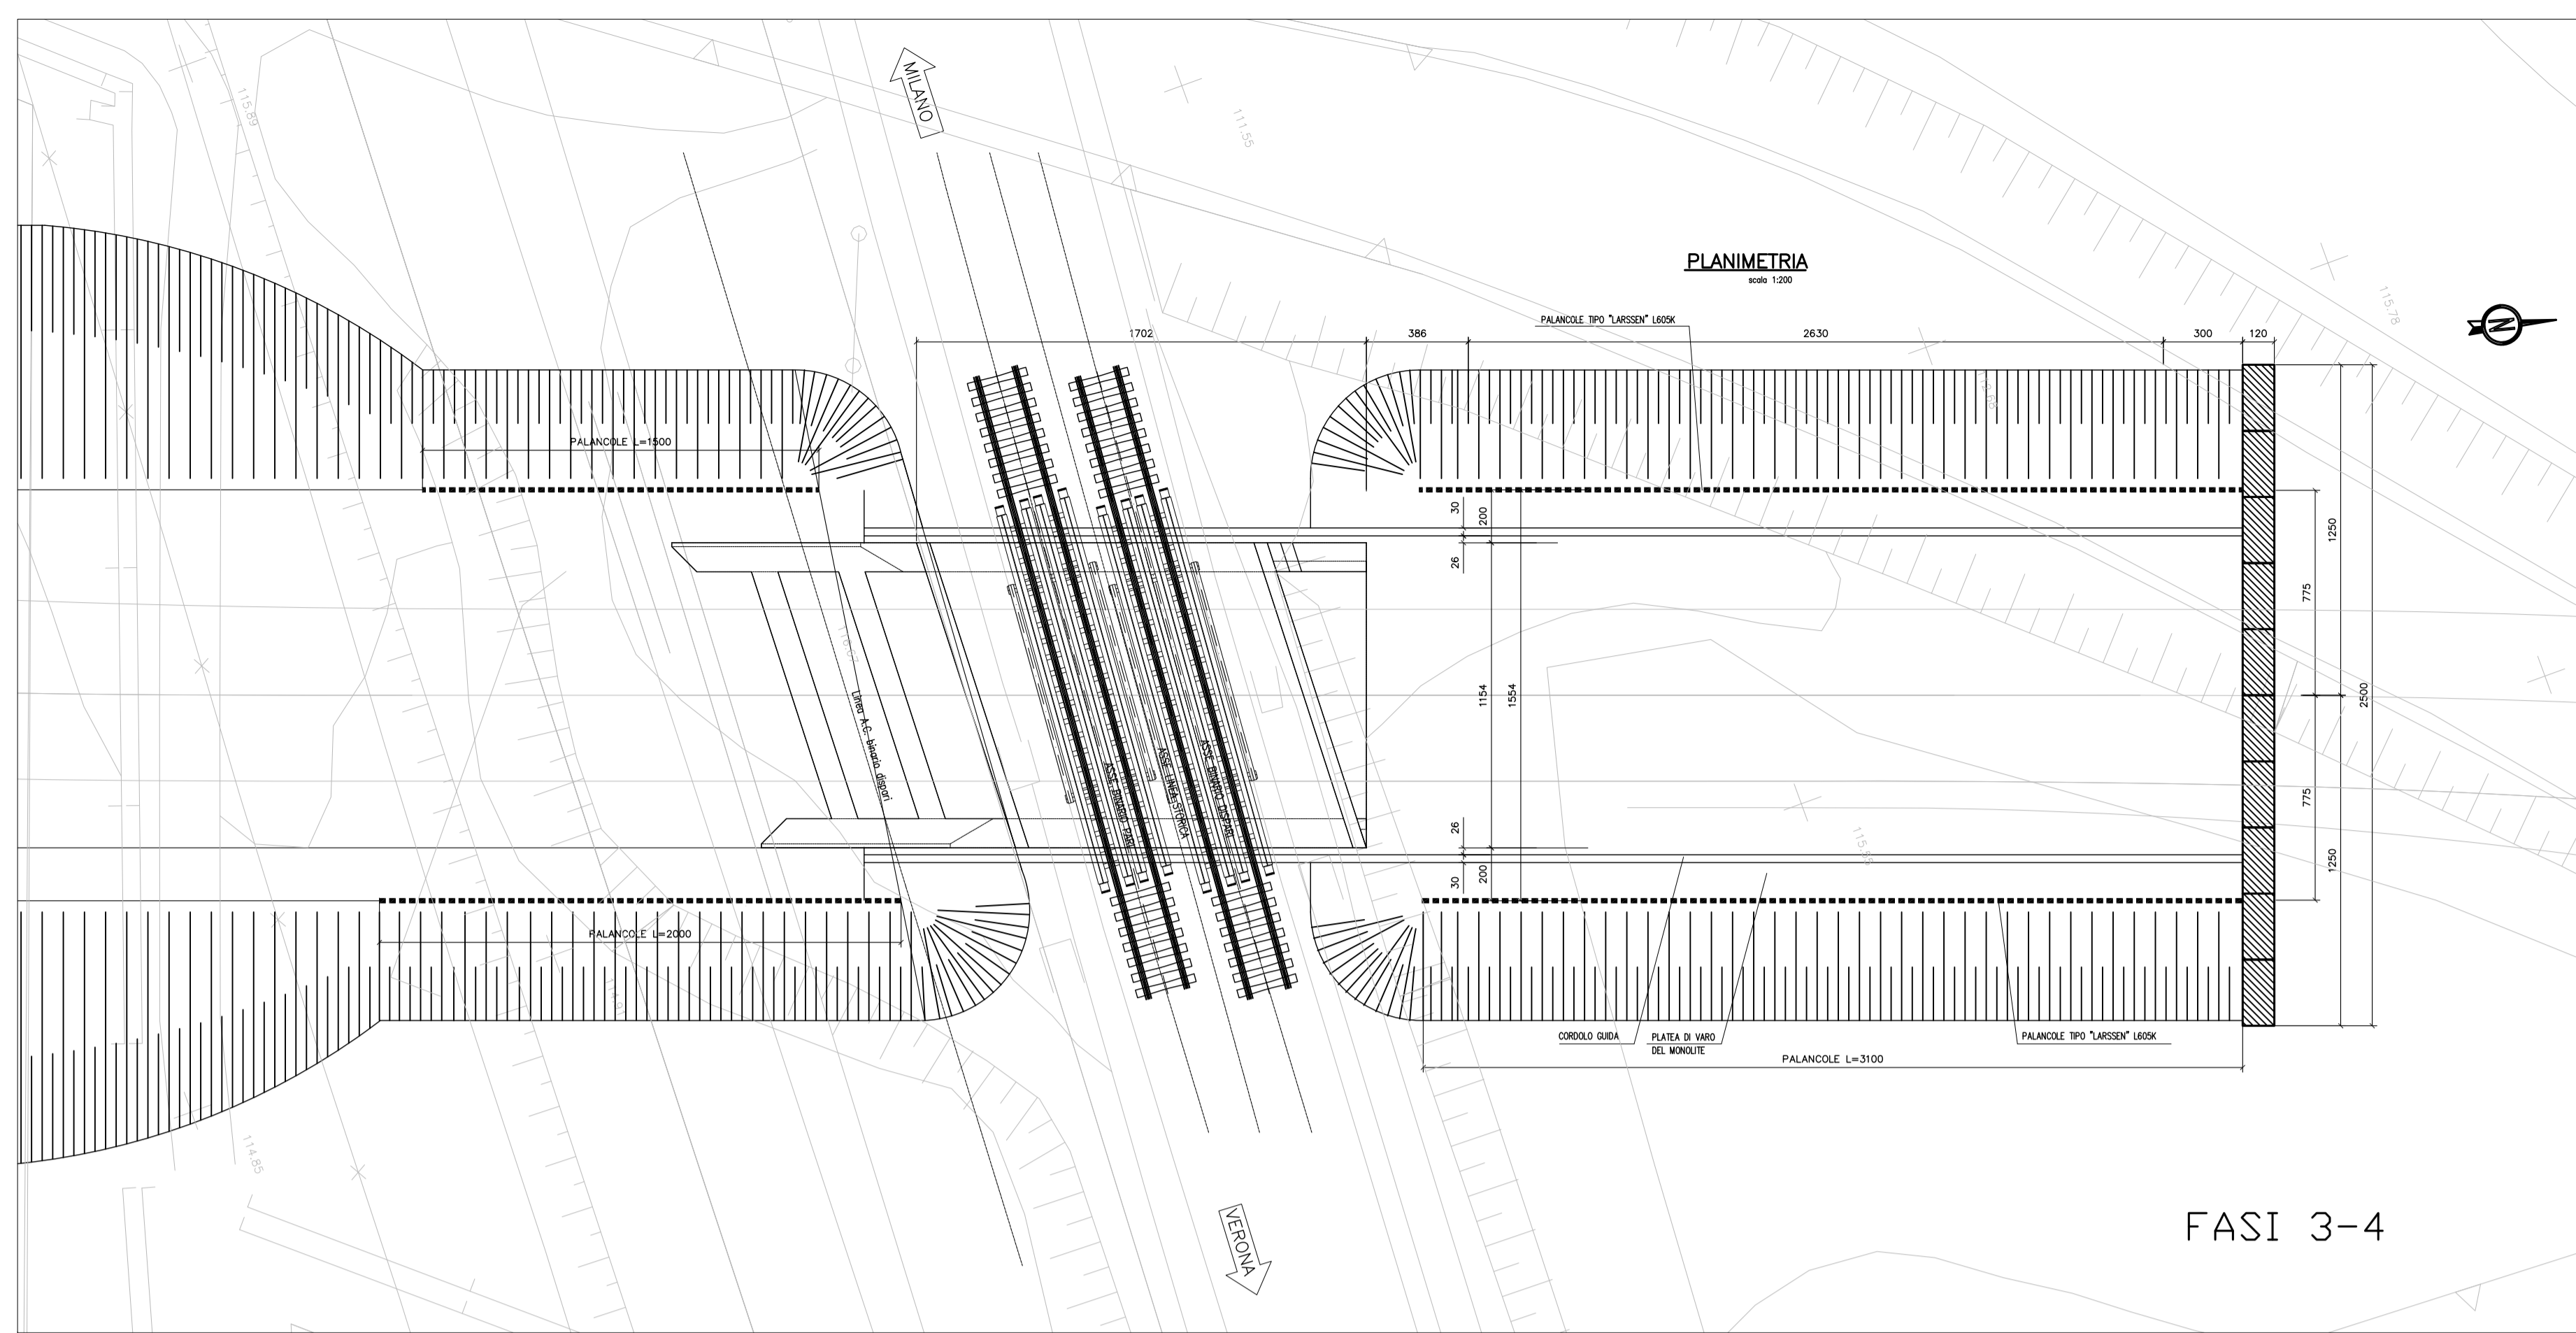 MILANO
115.89
111.55
PLANIMETRIA
scala 1:200
115.78
N
PALANCOLE TIPO "LARSSEN" L605K
1702
386
2630
300
120
PALANCOLE L=1500
30
200
26
1250
775
1154
1554
2500
Linea A.C. binario dispari
ASSE BINARIO PARI
ASSE LINEA STORICA
ASSE BINARIO DISPARI
775
26
1250
30
200
PALANCOLE L=2000
CORDOLO GUIDA
PLATEA DI VARO
DEL MONOLITE
PALANCOLE TIPO "LARSSEN" L605K
PALANCOLE L=3100
114.85
VERONA
FASI 3-4